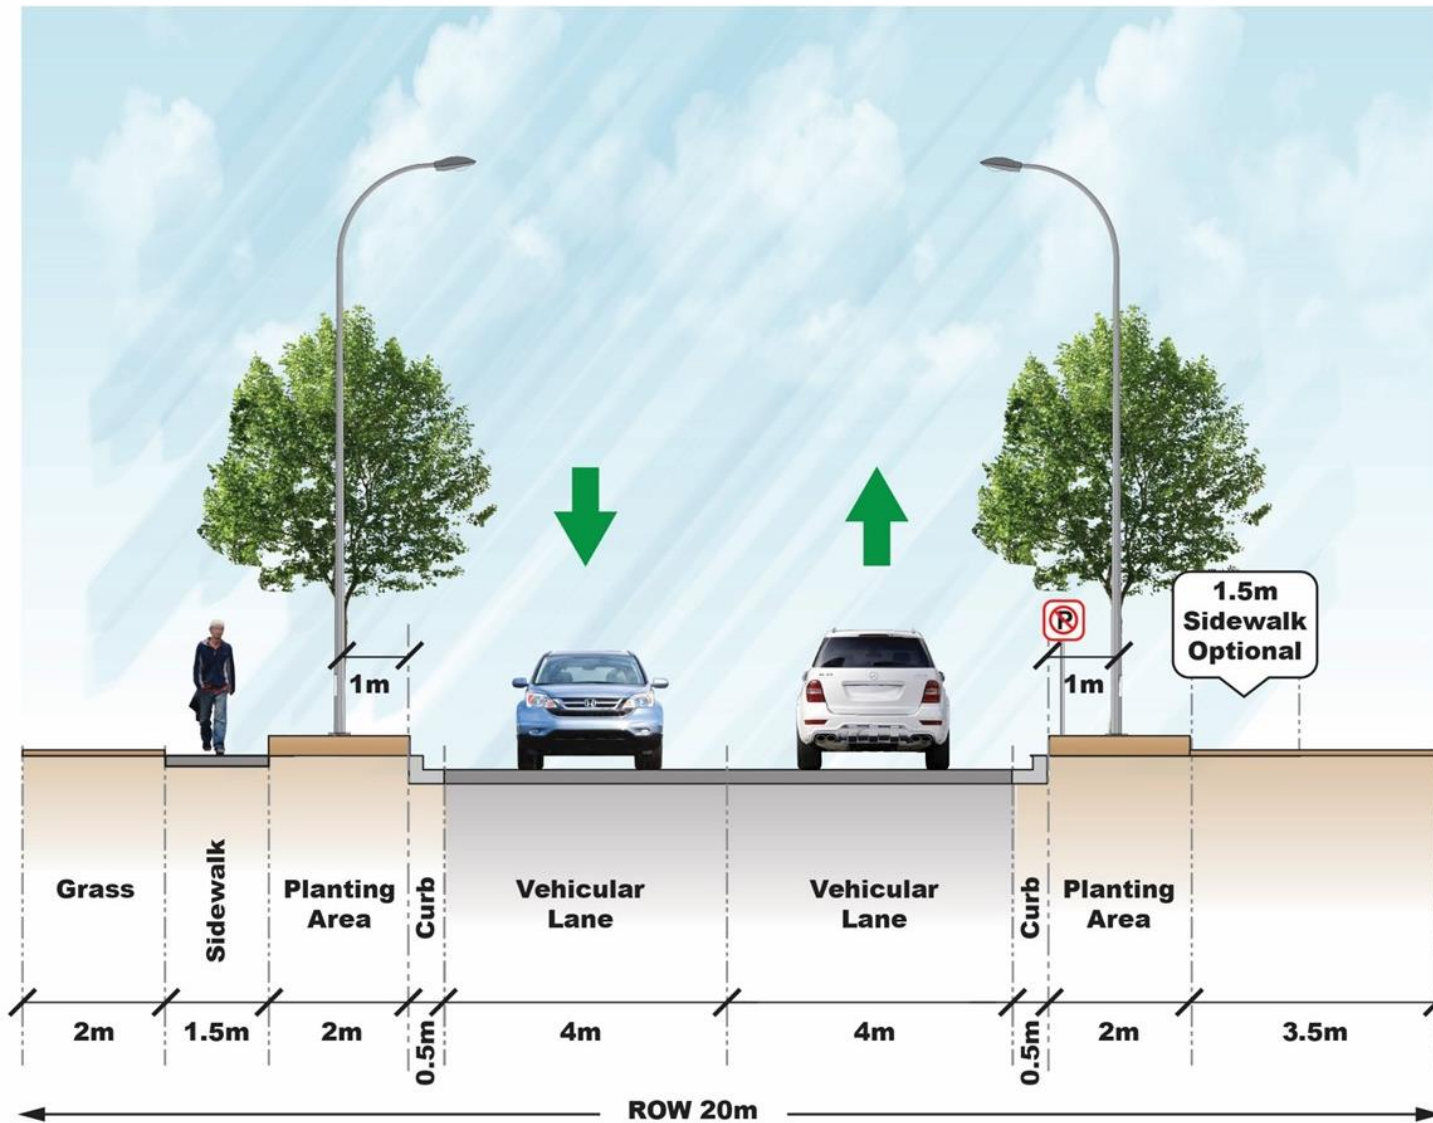 1.5m
Sidewalk
Optional
P
1m
1m
Grass
Sidewalk
Planting
Area
Curb
Vehicular
Lane
Vehicular
Lane
Curb
Planting
Area
2m
1.5m
2m
0.5m
4m
4m
0.5m
2m
3.5m
ROW 20m